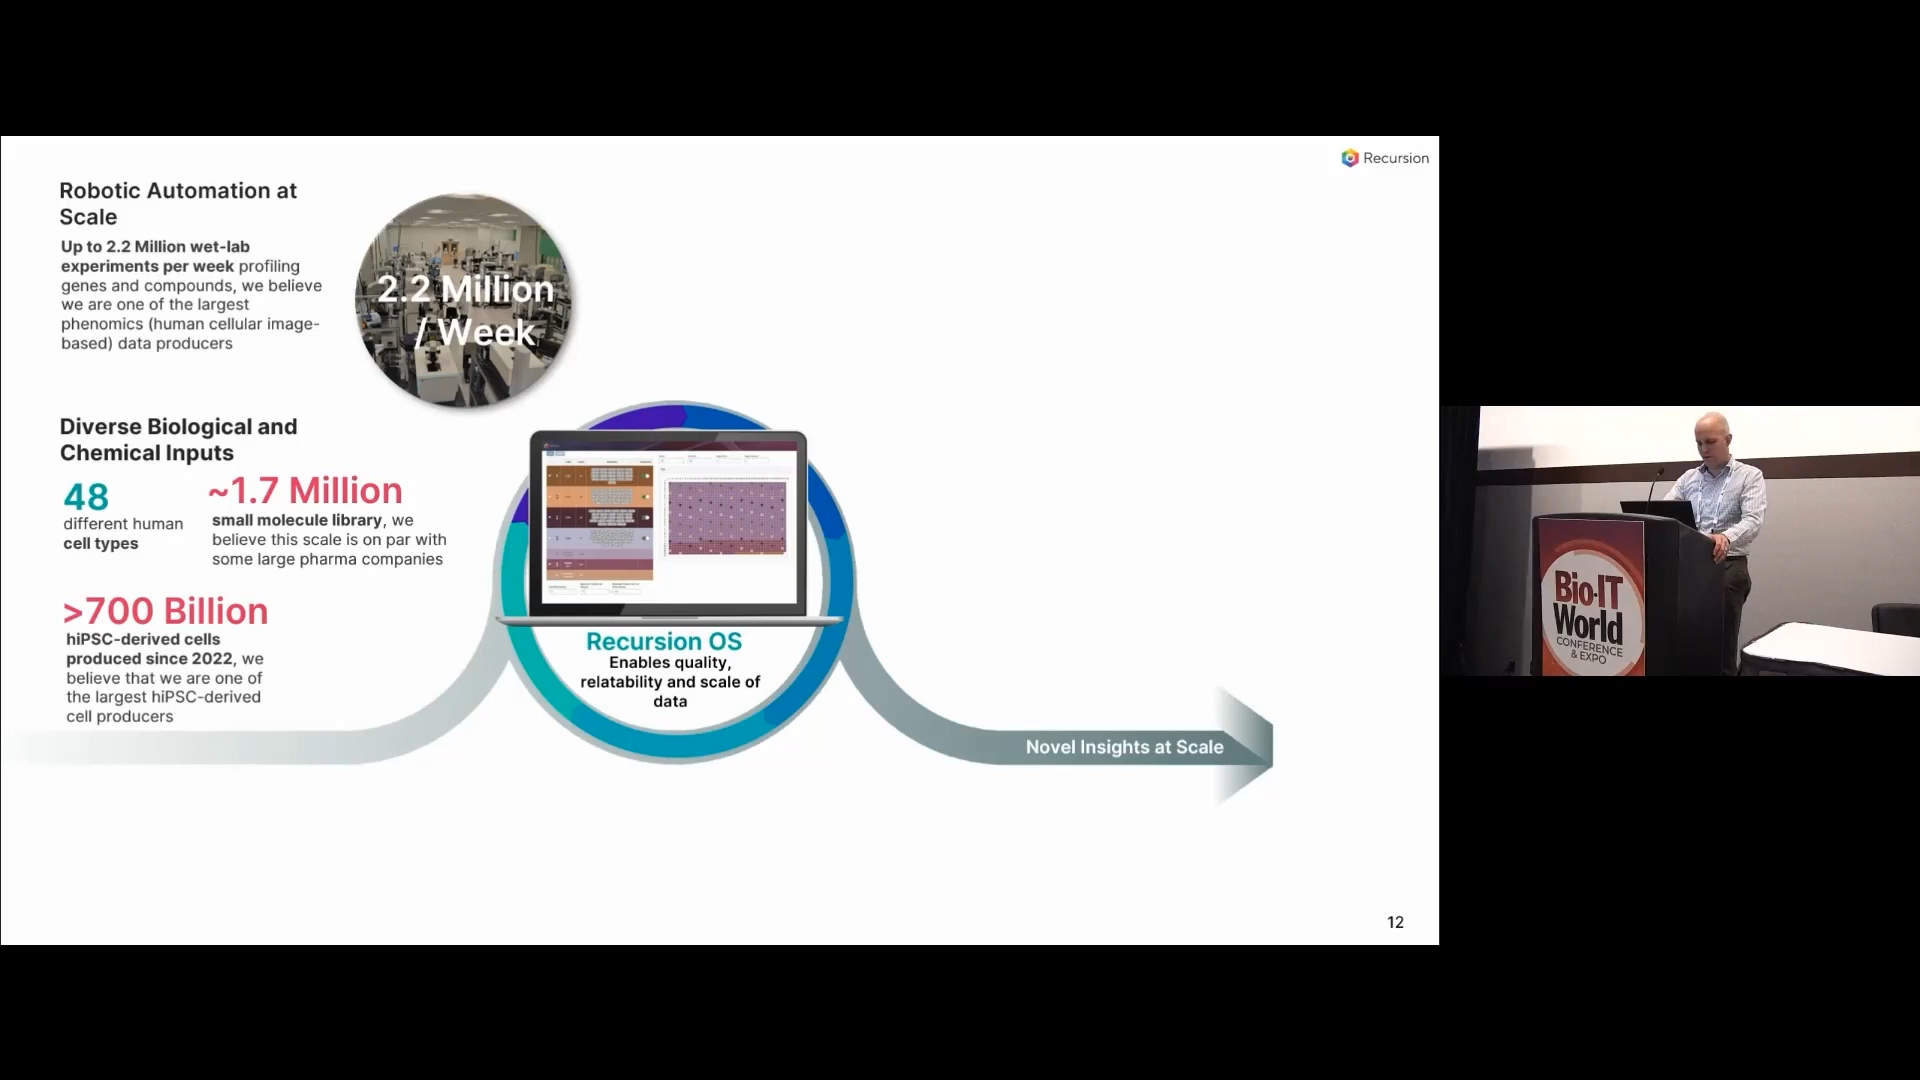 Recursion
Robotic Automation at
Scale
Up to 2.2 Million wet-lab
experiments per week profiling
genes and compounds, we believe
we are one of the largest
phenomics (human cellular image-
based) data producers
2.2 Million
/ Week
Diverse Biological and
Chemical Inputs
48
different human
cell types
~1.7 Million
small molecule library, we
believe this scale is on par with
some large pharma companies
>700 Billion
hiPSC-derived cells
produced since 2022, we
believe that we are one of
the largest hiPSC-derived
cell producers
Recursion OS
Enables quality,
relatability and scale of
data
Novel Insights at Scale
12
Bio-IT
World
CONFERENCE
& EXPO